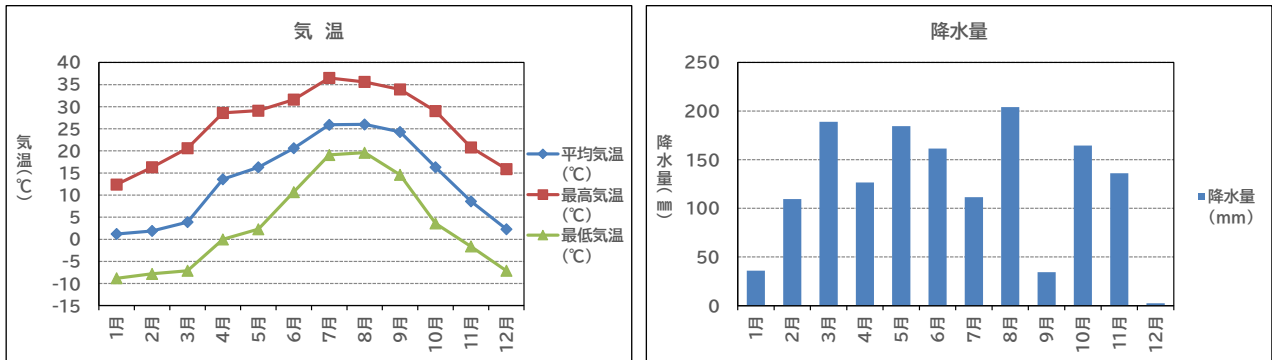 気 温
40
35
30
25
20
15
10
5
0
-5
-10
-15
気温(℃)
1月
2月
3月
4月
5月
6月
7月
8月
9月
10月
11月
12月
平均気温
(℃)
最高気温
(℃)
最低気温
(℃)
降水量
250
200
150
100
50
0
降水量(㎜)
1月
2月
3月
4月
5月
6月
7月
8月
9月
10月
11月
12月
降水量
(mm)